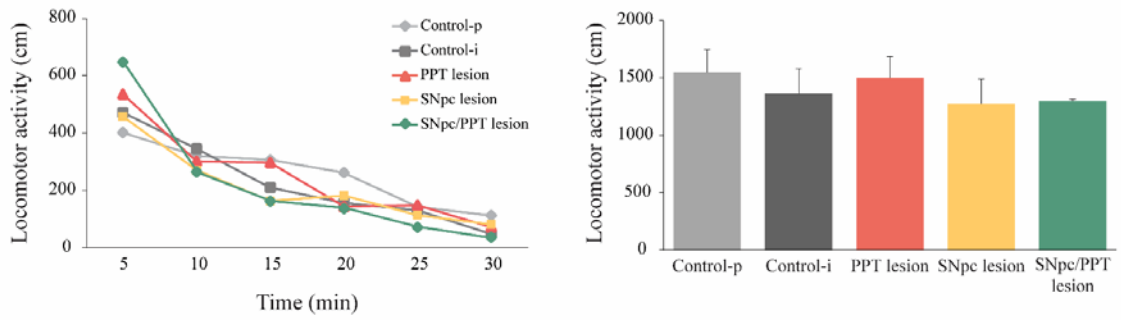 Locomotor activity (cm)
800
600
400
200
0
5 10 15 20 25 30
Time (min)
Control-p
Control-i
PPT lesion
SNpc lesion
SNpc/PPT lesion
Locomotor activity (cm)
2000
1500
1000
500
0
Control-p Control-i PPT lesion SNpc lesion SNpc/PPT
lesion